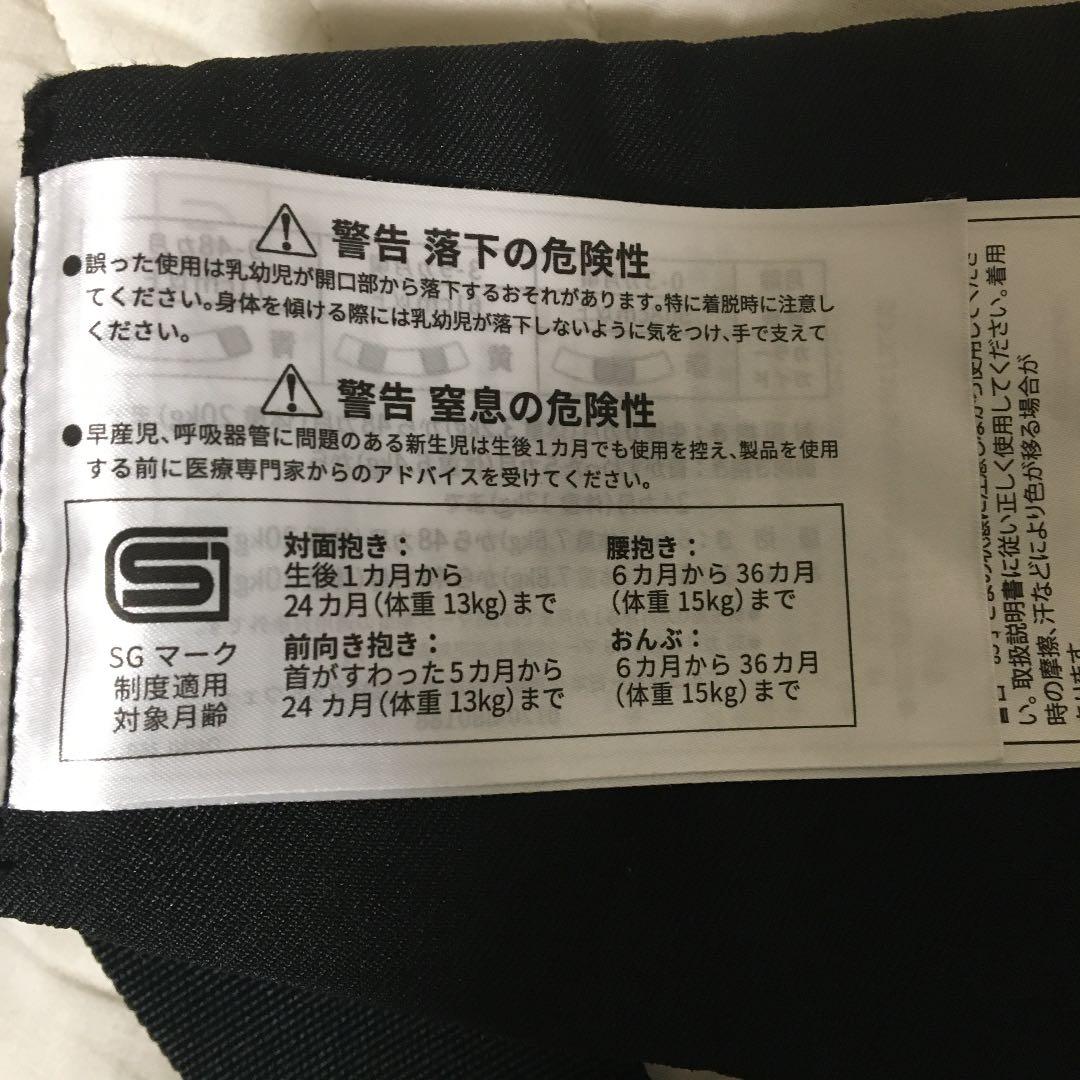 警告 落下の危険性
●誤った使用は乳幼児が開口部から落下するおそれがあります。特に着脱時に注意し
てください。身体を傾ける際には乳幼児が落下しないように気をつけ、手で支えて
ください。
警告 窒息の危険性
●早産児、呼吸器管に問題のある新生児は生後1カ月でも使用を控え、製品を使用
する前に医療専門家からのアドバイスを受けてください。
SG マーク
制度適用
対象月齢
対面抱き：
生後1カ月から
24カ月（体重 13kg）まで
前向き抱き：
首がすわった5カ月から
24カ月（体重 13kg）まで
腰抱き：
6カ月から 36カ月
（体重 15kg）まで
おんぶ：
6カ月から 36カ月
（体重 15kg）まで
い。取扱説明書に従い正しく使用してください。着用
時の摩擦、汗などにより色が移る場合が